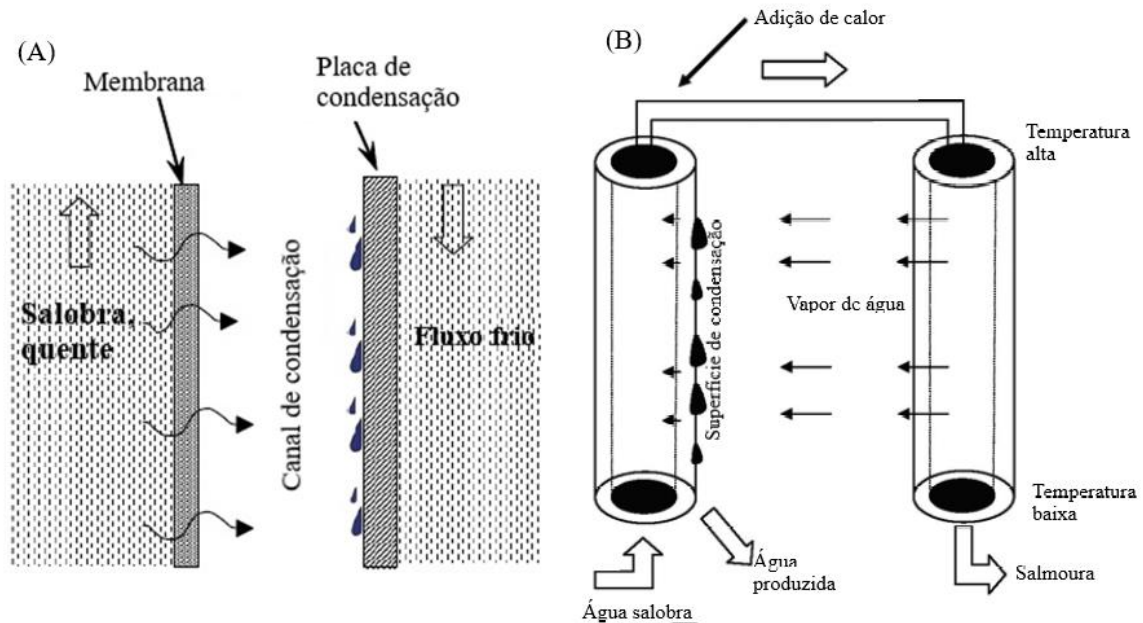 (A)
Membrana
Placa de
condensação
Salobra,
quente
Canal de condensação
Fluxo frio
(B)
Adição de calor
Temperatura
alta
Superfície de condensação
Vapor de água
Temperatura
baixa
Água
produzida
Salmoura
Água salobra